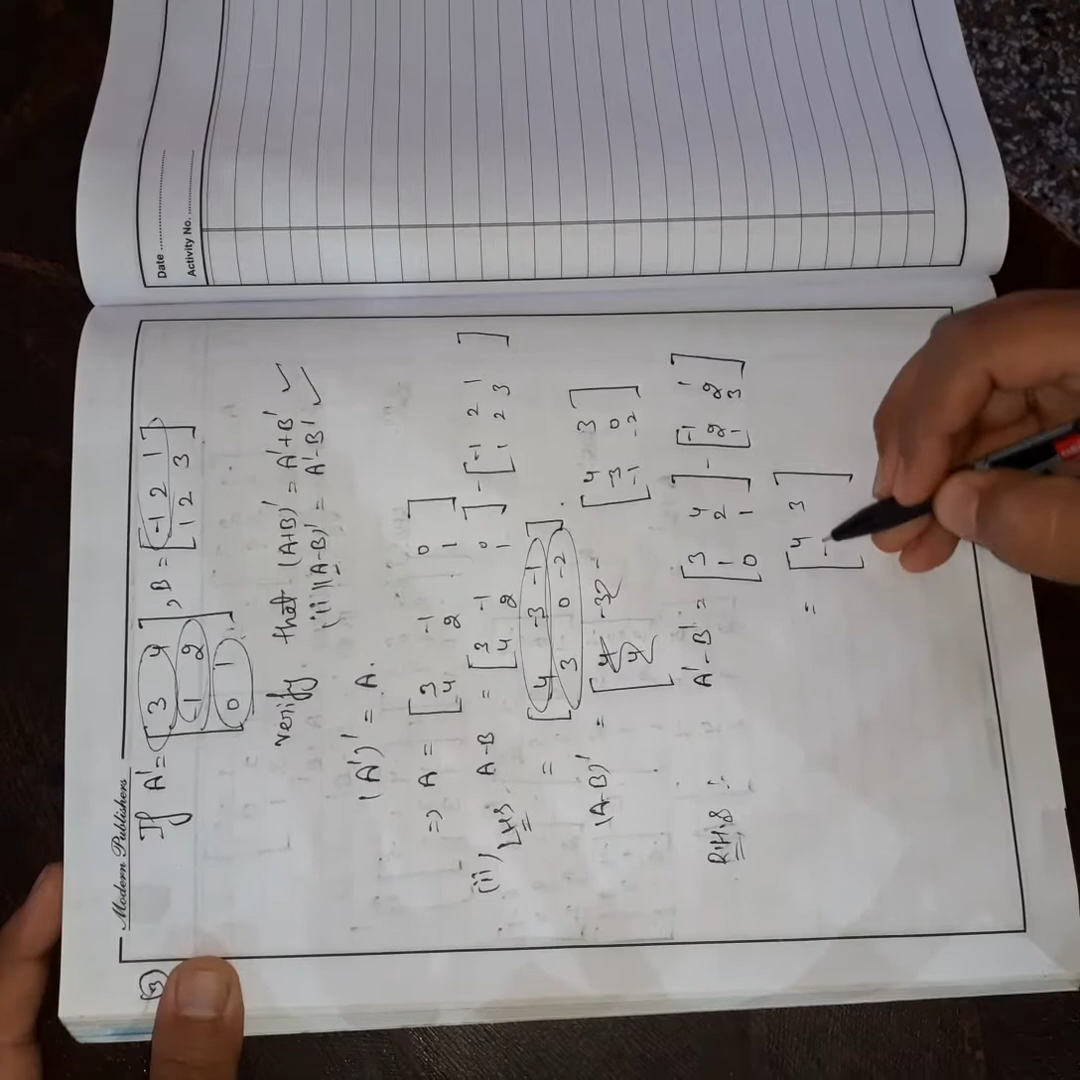 Date
Activity No.
Modern Publishers
(3) If A' = [3 4
-1 2
0 1], B = [-1 2 1
1 2 3]
verify that (A+B)' = A'+B' ✓
(ii) (A-B)' = A'-B' ✓
(A')' = A.
=> A = [3 -1 0
4 2 1]
(ii) LHS A-B = [3 -1 0
4 2 1] - [-1 2 1
1 2 3]
= [4 -3 -1
3 0 -2]
(A-B)' = [4 3
-3 0
-1 -2]
R.H.S : A'-B' = [3 4
1 2
0 1] - [-1 1
2 2
1 3]
= [4 3
-
]